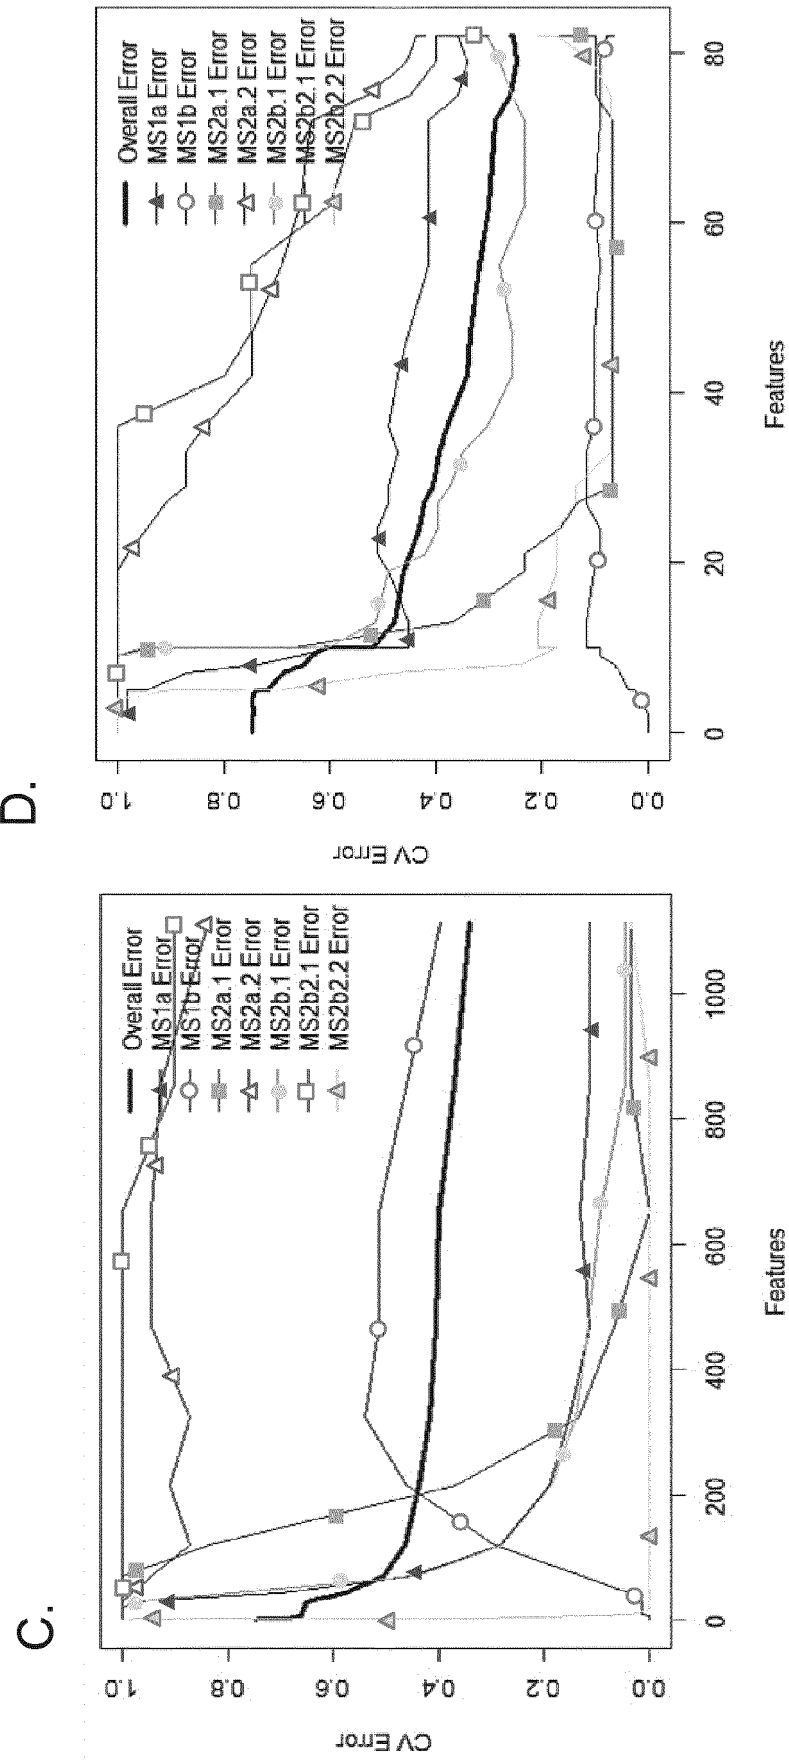 C.
Overall Error
MS1a Error
MS1b Error
MS2a.1 Error
MS2a.2 Error
MS2b.1 Error
MS2b2.1 Error
MS2b2.2 Error
CV Error
0.0
0.2
0.4
0.6
0.8
1.0
0
200
400
600
800
1000
Features
D.
Overall Error
MS1a Error
MS1b Error
MS2a.1 Error
MS2a.2 Error
MS2b.1 Error
MS2b2.1 Error
MS2b2.2 Error
CV Error
0.0
0.2
0.4
0.6
0.8
1.0
0
20
40
60
80
Features